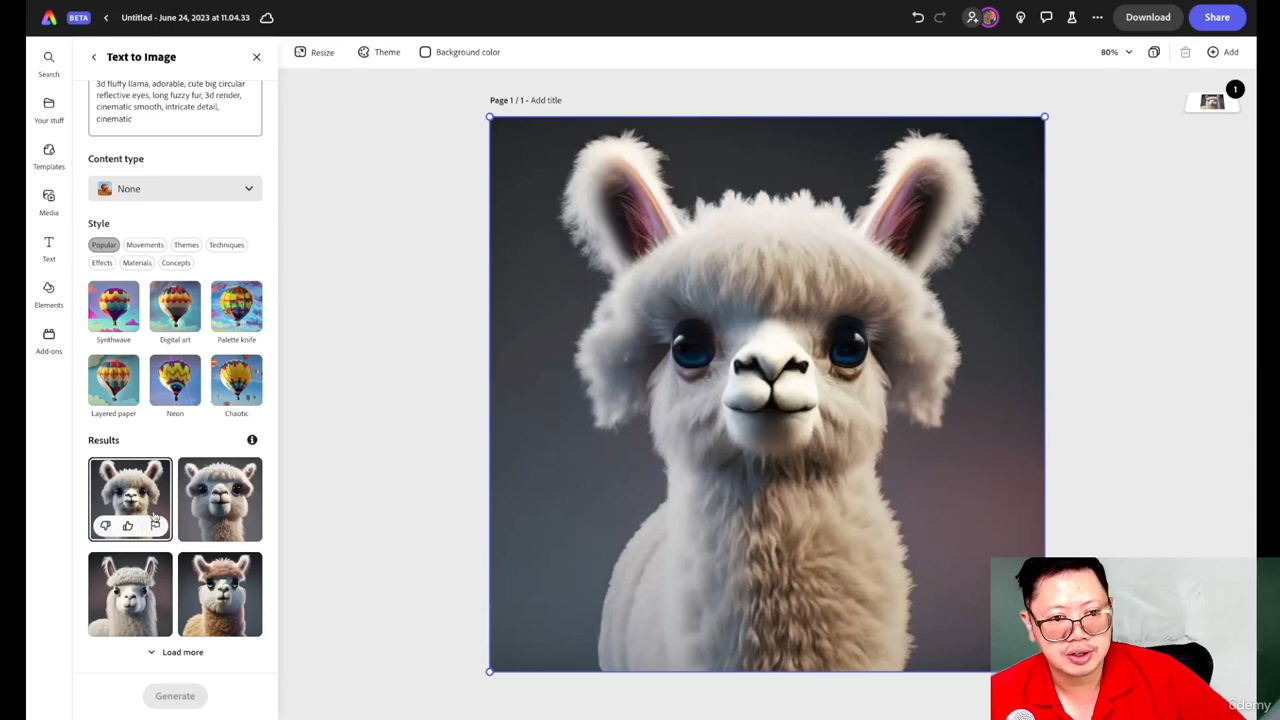 BETA
Untitled - June 24, 2023 at 11.04.33
Download
Share
Search
Your stuff
Templates
Media
Text
Elements
Add-ons
Text to Image
3d fluffy llama, adorable, cute big circular
reflective eyes, long fuzzy fur, 3d render,
cinematic smooth, intricate detail,
cinematic
Content type
None
Style
Popular
Movements
Themes
Techniques
Effects
Materials
Concepts
Synthwave
Digital art
Palette knife
Layered paper
Neon
Chaotic
Results
Load more
Generate
Resize
Theme
Background color
80%
1
Add
Page 1 / 1 - Add title
1
ûdemy